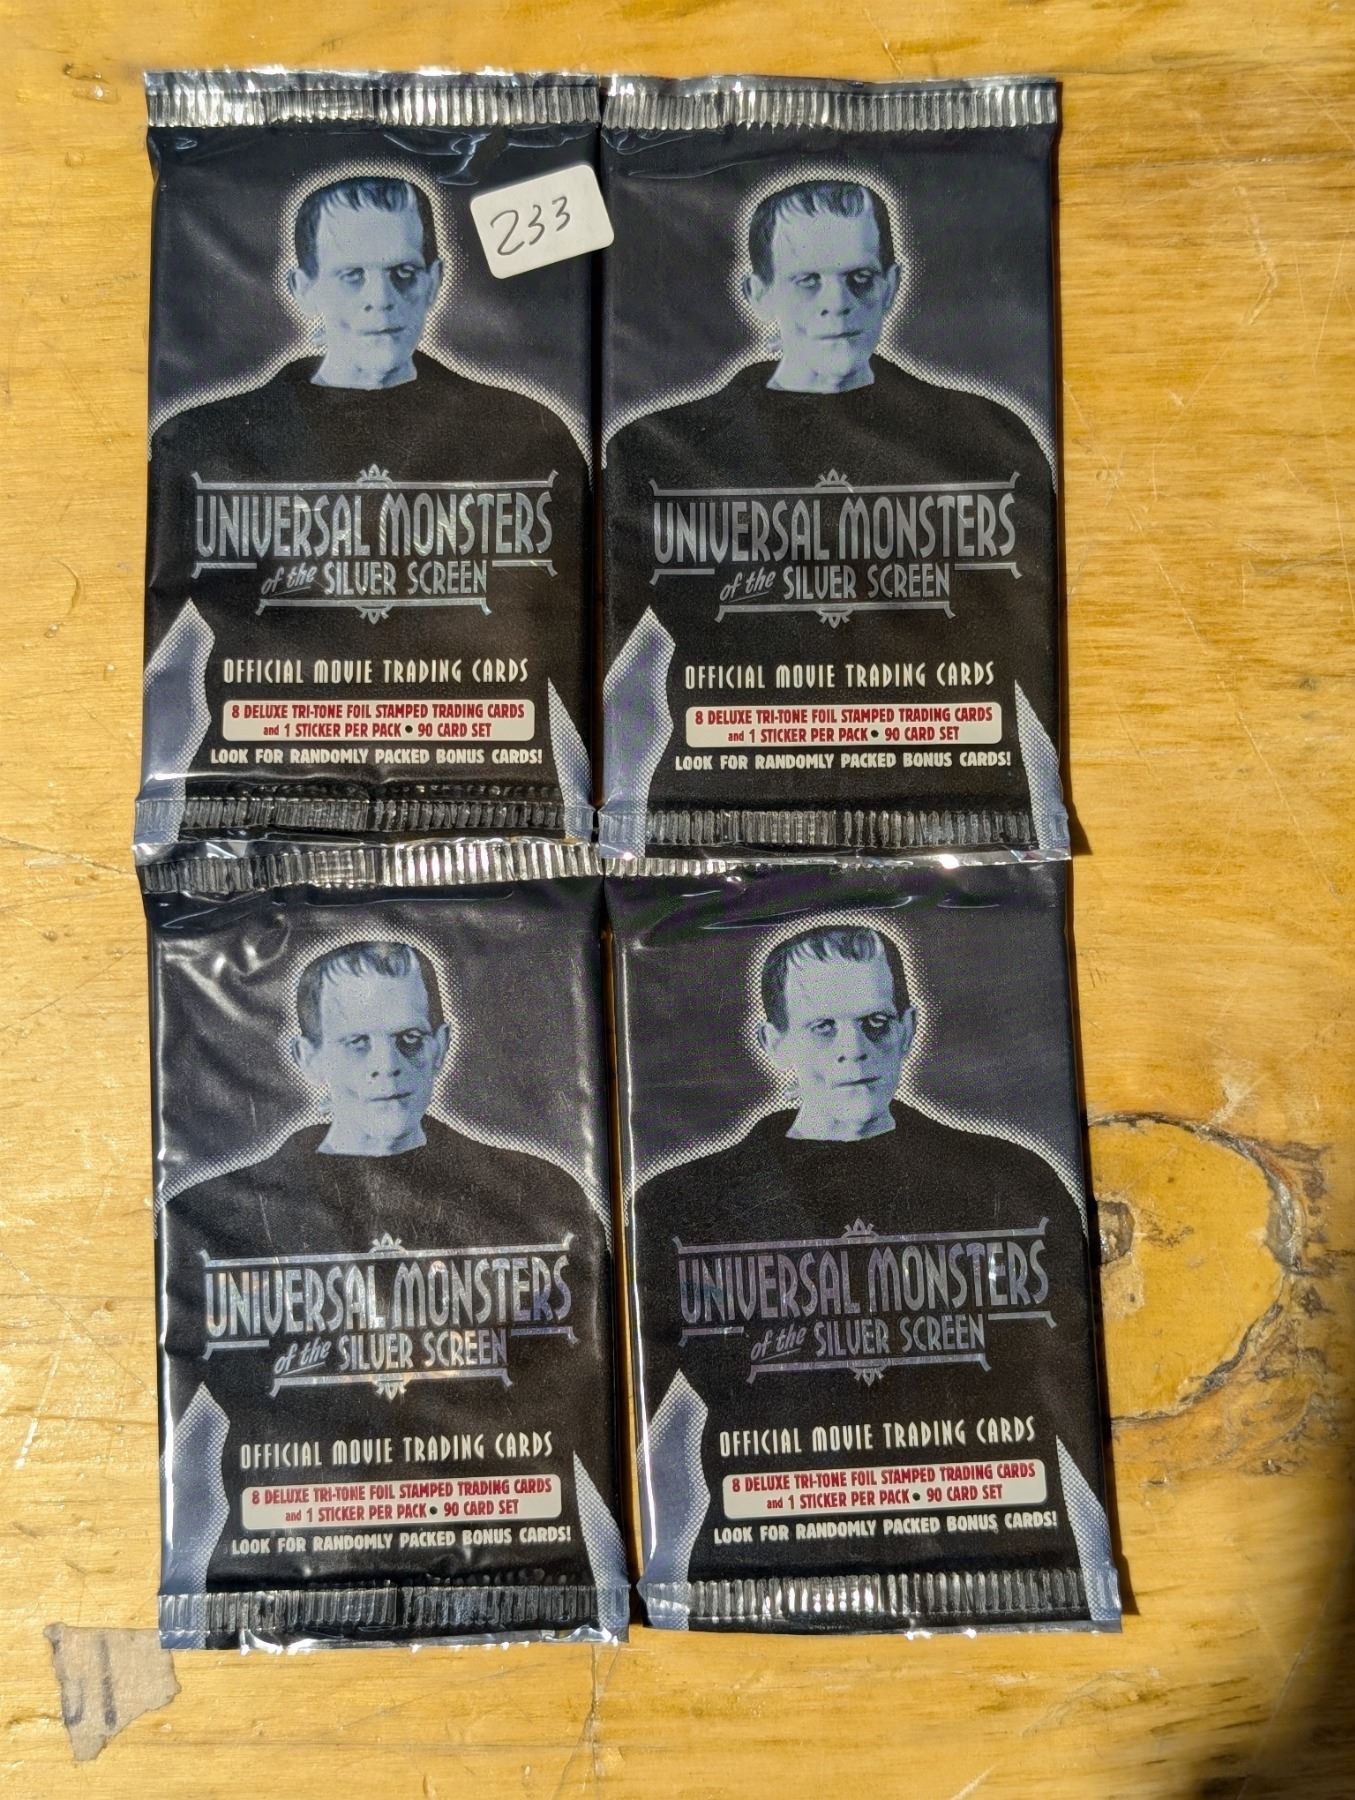 233
UNIVERSAL MONSTERS
of the SILVER SCREEN
OFFICIAL MOVIE TRADING CARDS
8 DELUXE TRI-TONE FOIL STAMPED TRADING CARDS
and 1 STICKER PER PACK • 90 CARD SET
LOOK FOR RANDOMLY PACKED BONUS CARDS!
UNIVERSAL MONSTERS
of the SILVER SCREEN
OFFICIAL MOVIE TRADING CARDS
8 DELUXE TRI-TONE FOIL STAMPED TRADING CARDS
and 1 STICKER PER PACK • 90 CARD SET
LOOK FOR RANDOMLY PACKED BONUS CARDS!
UNIVERSAL MONSTERS
of the SILVER SCREEN
OFFICIAL MOVIE TRADING CARDS
8 DELUXE TRI-TONE FOIL STAMPED TRADING CARDS
and 1 STICKER PER PACK • 90 CARD SET
LOOK FOR RANDOMLY PACKED BONUS CARDS!
UNIVERSAL MONSTERS
of the SILVER SCREEN
OFFICIAL MOVIE TRADING CARDS
8 DELUXE TRI-TONE FOIL STAMPED TRADING CARDS
and 1 STICKER PER PACK • 90 CARD SET
LOOK FOR RANDOMLY PACKED BONUS CARDS!